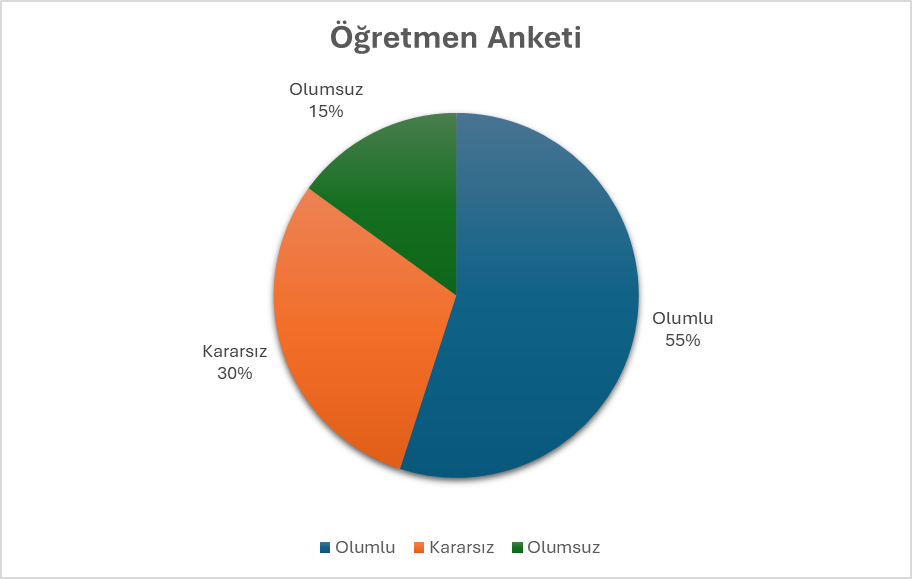 Öğretmen Anketi
Olumsuz
15%
Olumlu
55%
Kararsız
30%
Olumlu Kararsız Olumsuz